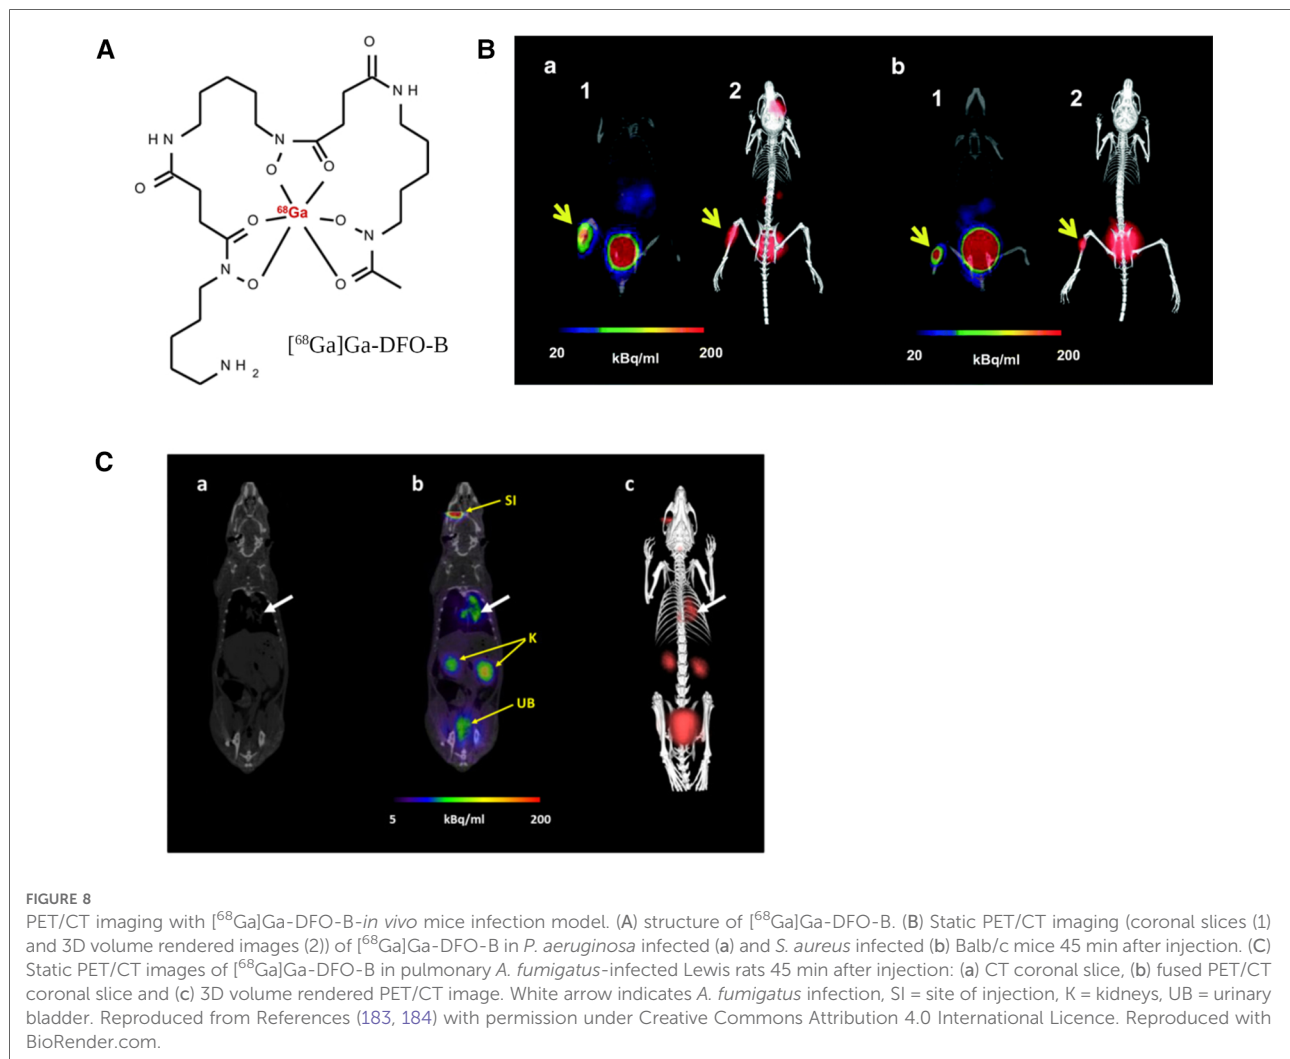 A
O
N H
H N
N
O
O
O
O
68Ga
O
N
N
O
O
NH 2
[68Ga]Ga-DFO-B
B
a
1
2
b
1
2
20
kBq/ml
200
20
kBq/ml
200
C
a
b
SI
c
K
UB
5
kBq/ml
200
FIGURE 8
PET/CT imaging with [68Ga]Ga-DFO-B-in vivo mice infection model. (A) structure of [68Ga]Ga-DFO-B. (B) Static PET/CT imaging (coronal slices (1)
and 3D volume rendered images (2)) of [68Ga]Ga-DFO-B in P. aeruginosa infected (a) and S. aureus infected (b) Balb/c mice 45 min after injection. (C)
Static PET/CT images of [68Ga]Ga-DFO-B in pulmonary A. fumigatus-infected Lewis rats 45 min after injection: (a) CT coronal slice, (b) fused PET/CT
coronal slice and (c) 3D volume rendered PET/CT image. White arrow indicates A. fumigatus infection, SI = site of injection, K = kidneys, UB = urinary
bladder. Reproduced from References (183, 184) with permission under Creative Commons Attribution 4.0 International Licence. Reproduced with
BioRender.com.